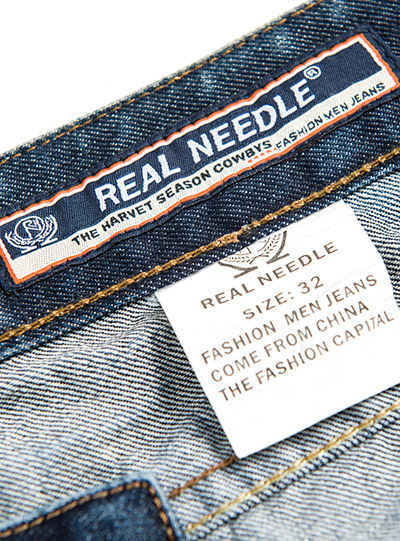 REAL NEEDLE®
THE HARVET SEASON COWBYS
FASHION MEN JEANS
REAL NEEDLE
SIZE: 32
FASHION MEN JEANS
COME FROM CHINA
THE FASHION CAPITAL